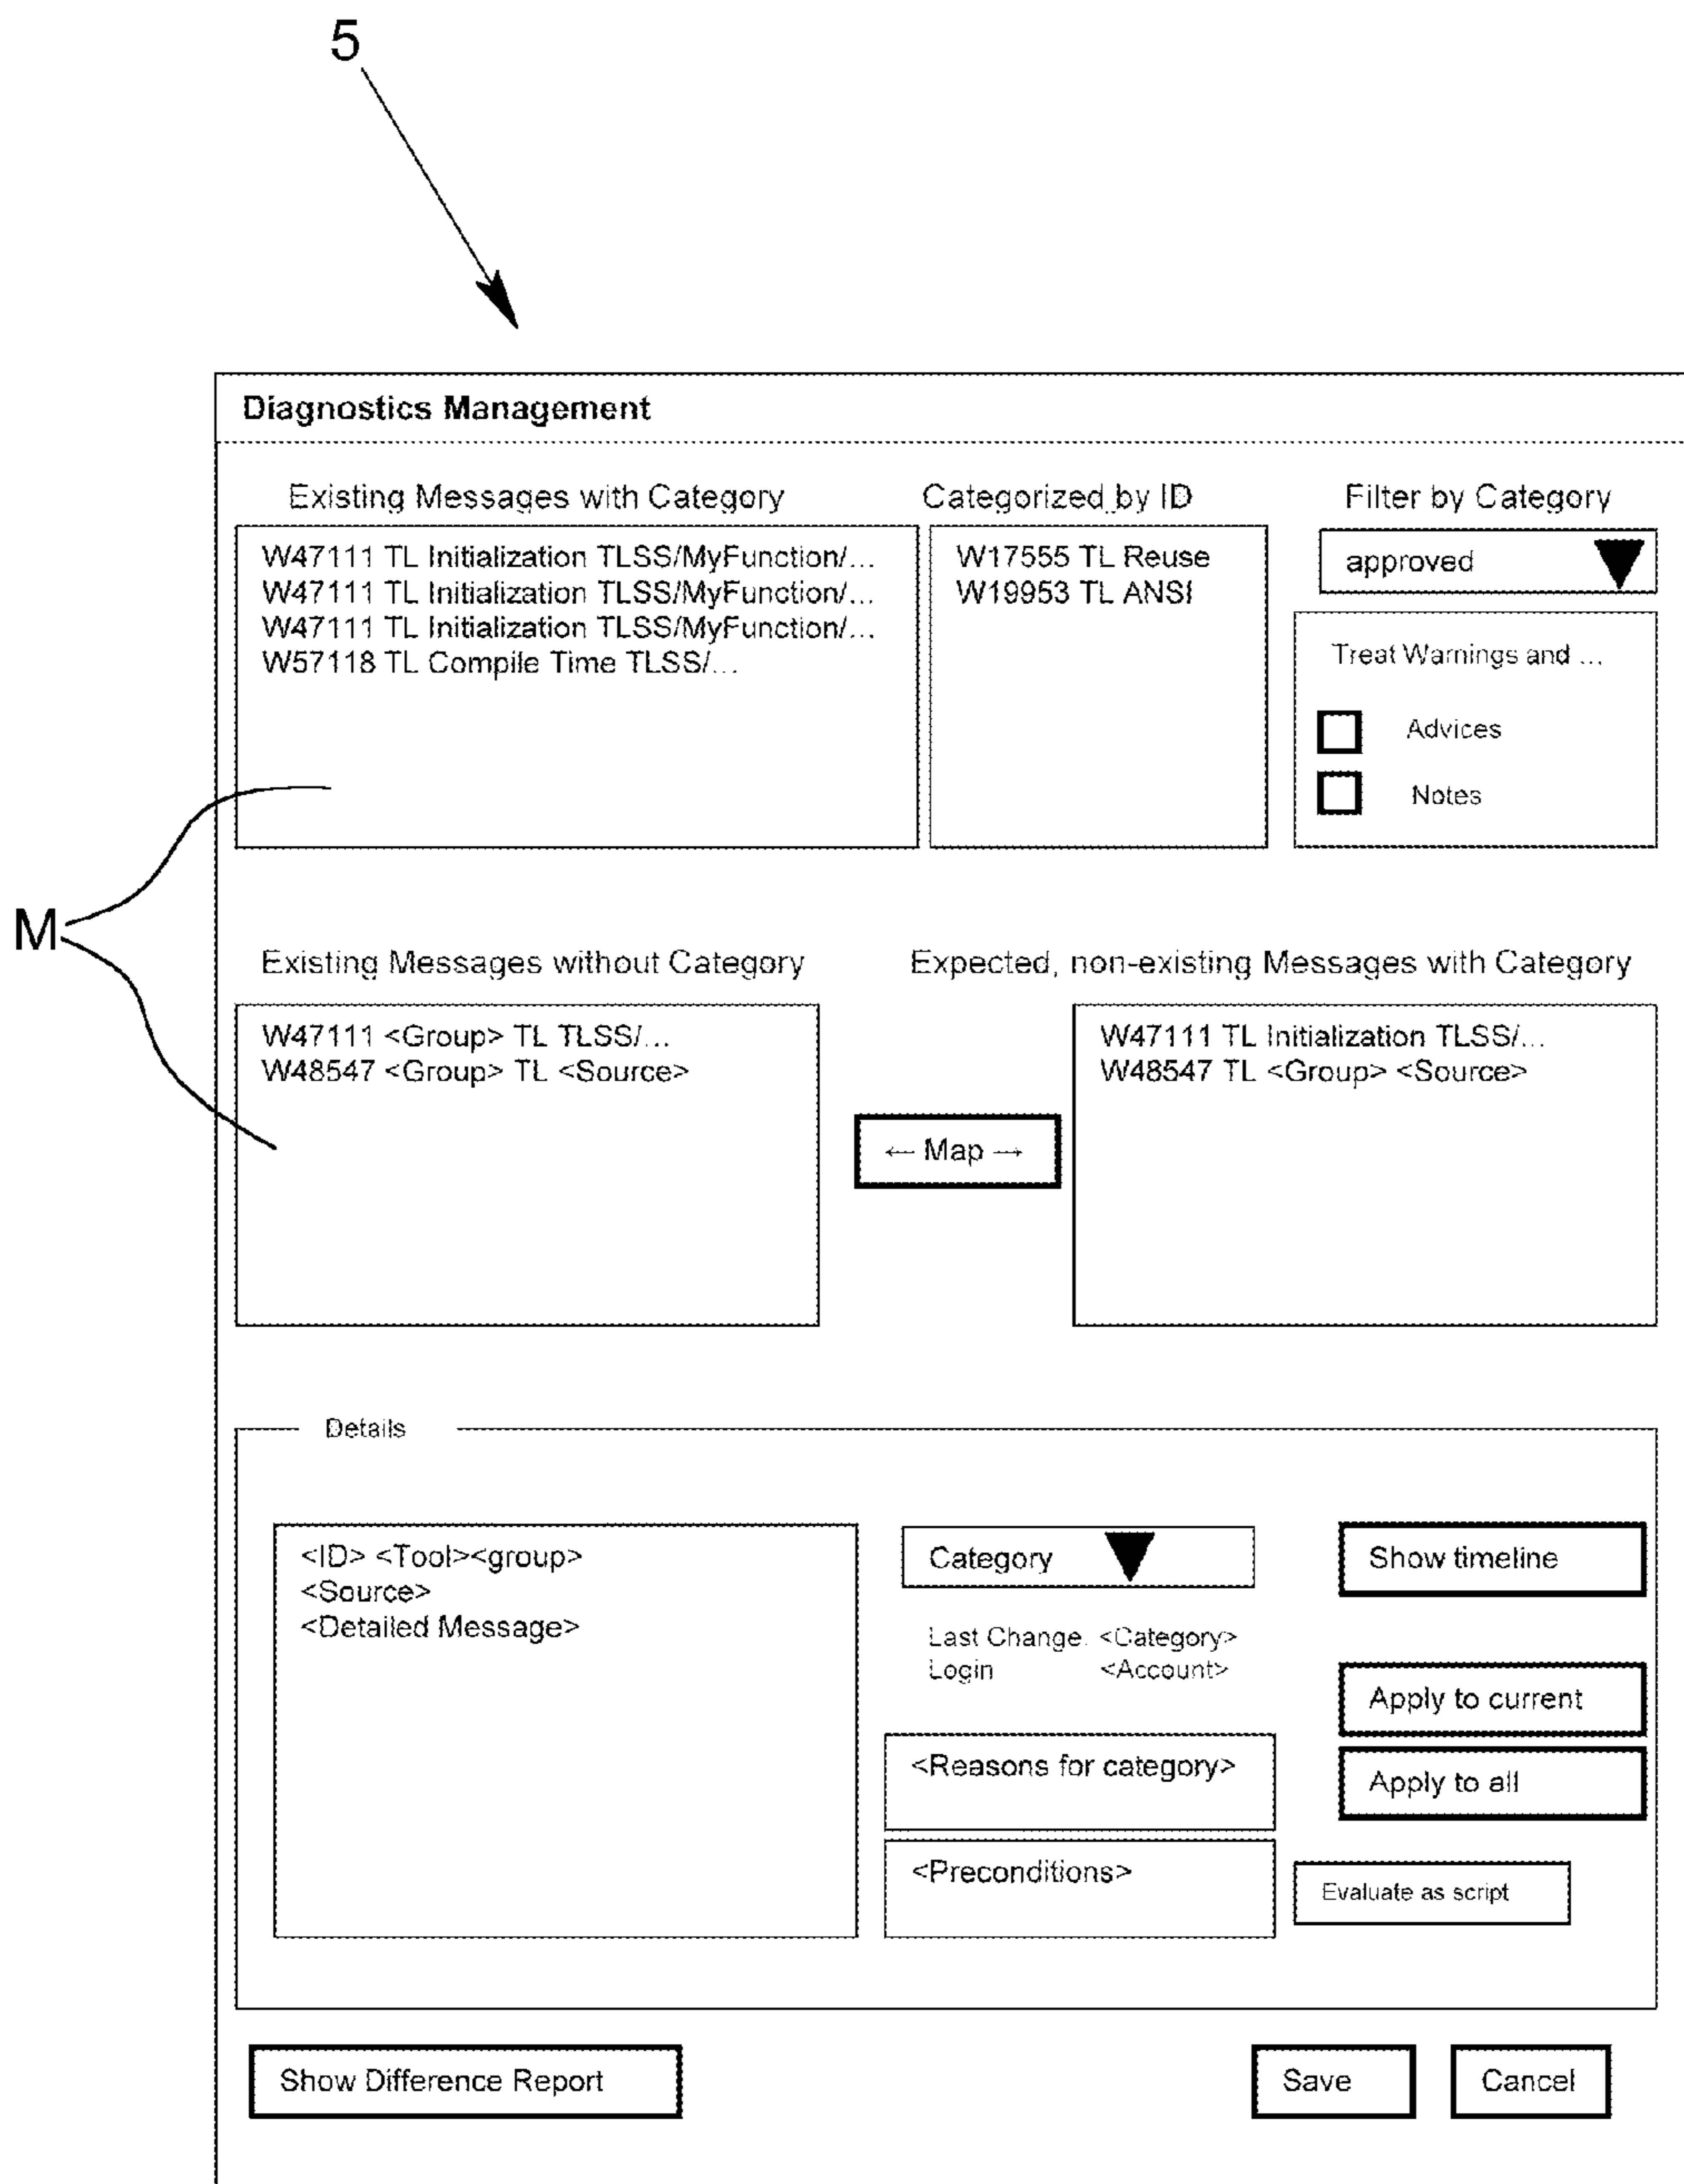 5
Diagnostics Management
Existing Messages with Category
Categorized by ID
Filter by Category
W47111 TL Initialization TLSS/MyFunction/...
W47111 TL Initialization TLSS/MyFunction/...
W47111 TL Initialization TLSS/MyFunction/...
W57118 TL Compile Time TLSS/...
W17555 TL Reuse
W19953 TL ANSI
approved
Treat Warnings and ...
Advices
Notes
M
Existing Messages without Category
Expected, non-existing Messages with Category
W47111 <Group> TL TLSS/...
W48547 <Group> TL <Source>
← Map →
W47111 TL Initialization TLSS/...
W48547 TL <Group> <Source>
Details
<ID> <Tool><group>
<Source>
<Detailed Message>
Category
Last Change. <Category>
Login <Account>
<Reasons for category>
<Preconditions>
Show timeline
Apply to current
Apply to all
Evaluate as script
Show Difference Report
Save
Cancel